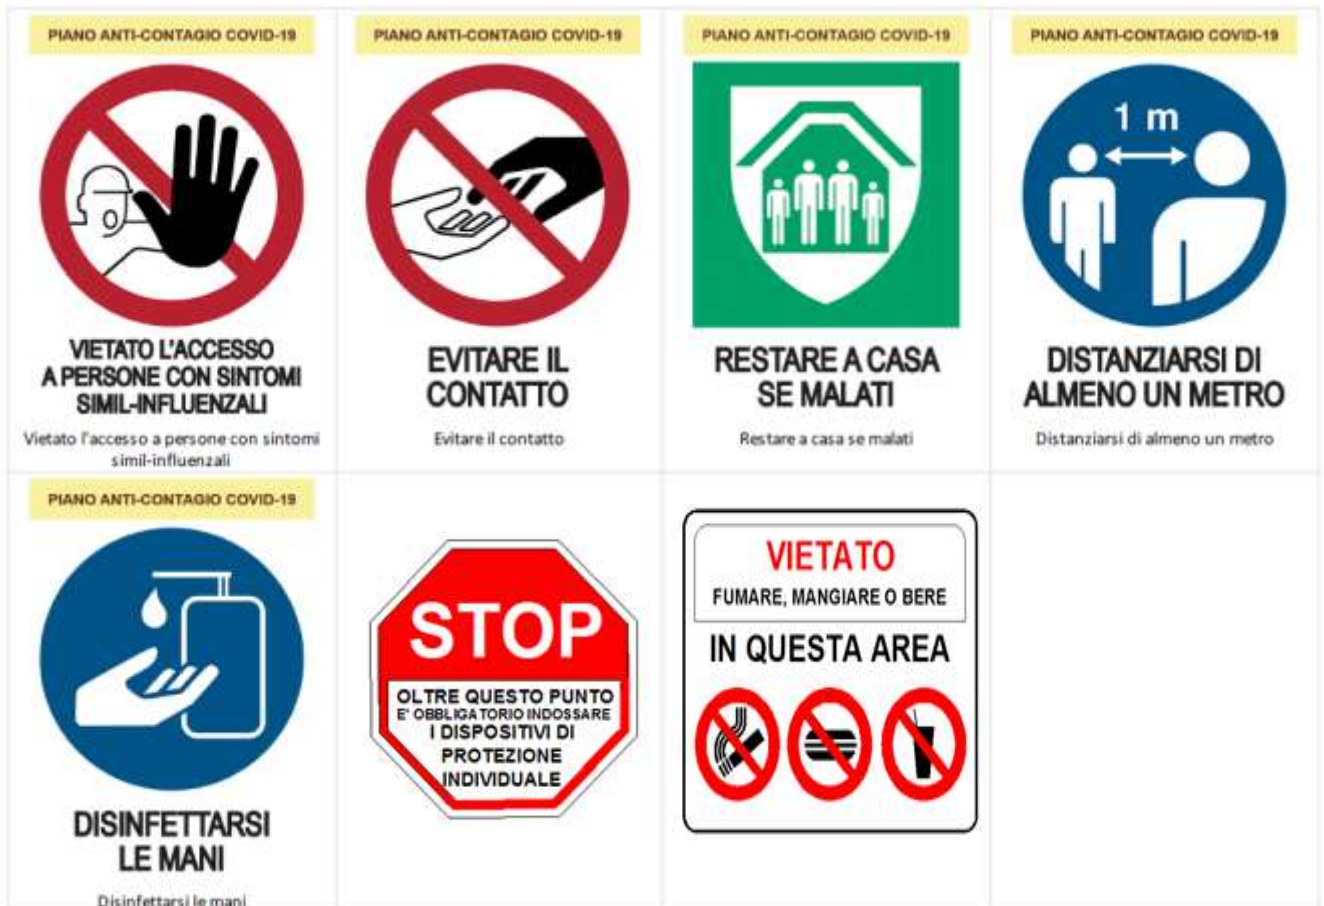 PIANO ANTI-CONTAGIO COVID-19
VIETATO L'ACCESSO
A PERSONE CON SINTOMI
SIMIL-INFLUENZALI
Vietato l'accesso a persone con sintomi
simil-influenzali
PIANO ANTI-CONTAGIO COVID-19
EVITARE IL
CONTATTO
Evitare il contatto
PIANO ANTI-CONTAGIO COVID-19
RESTARE A CASA
SE MALATI
Restare a casa se malati
PIANO ANTI-CONTAGIO COVID-19
1 m
DISTANZIARSI DI
ALMENO UN METRO
Distanziarsi di almeno un metro
PIANO ANTI-CONTAGIO COVID-19
DISINFETTARSI
LE MANI
Disinfettarsi le mani
STOP
OLTRE QUESTO PUNTO
E' OBBLIGATORIO INDOSSARE
I DISPOSITIVI DI
PROTEZIONE
INDIVIDUALE
VIETATO
FUMARE, MANGIARE O BERE
IN QUESTA AREA